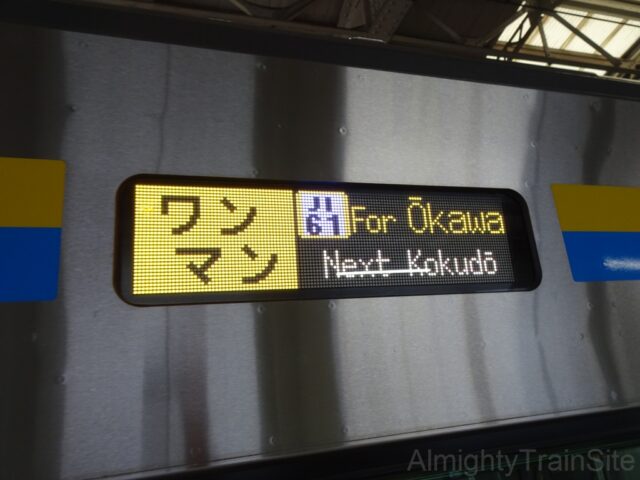 ワン
マン
JI
61
For Ōkawa
Next Kokudō
AlmightyTrainSite